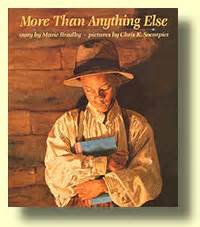 More Than Anything Else
story by Marie Bradby · pictures by Chris K. Soentpiet